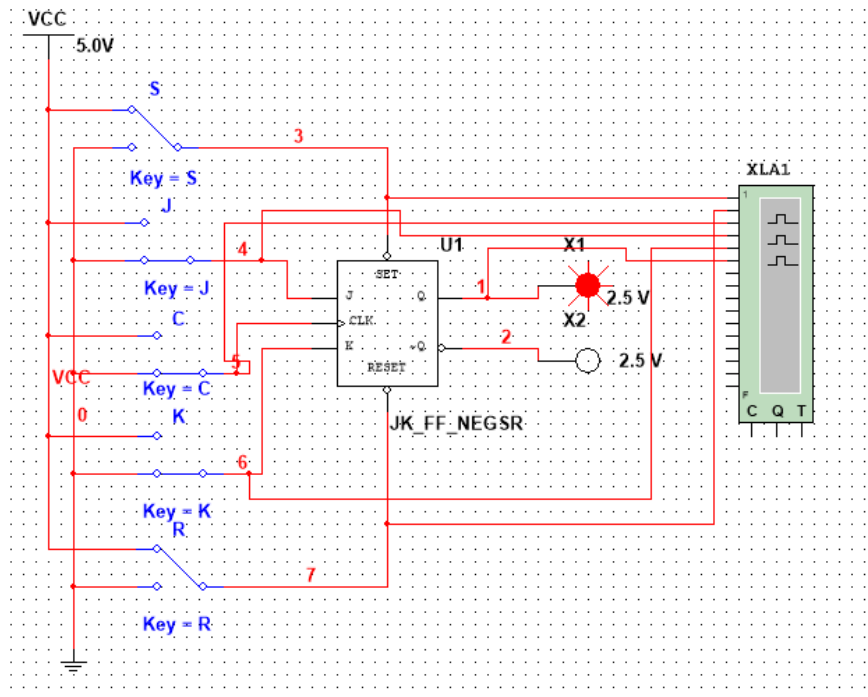 VCC
5.0V
S
3
Key = S
XLA1
1
J
4
U1
X1
SET
Key = J
J
Q
1
2.5 V
C
CLK
X2
K
~Q
2
2.5 V
5
VCC
RESET
Key = C
F
0
K
JK_FF_NEGSR
C Q T
6
Key = K
R
7
Key = R